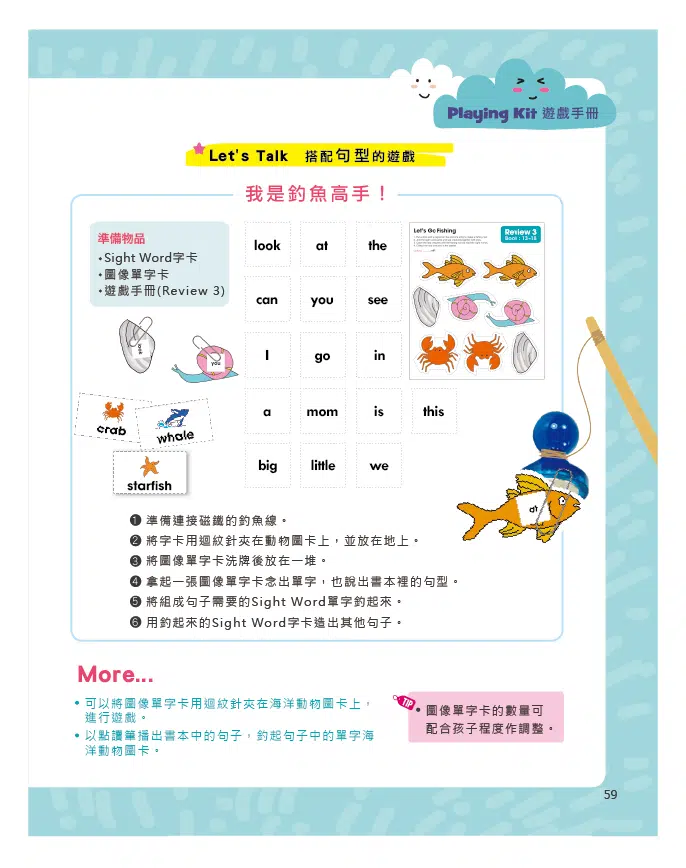 Playing Kit 遊戲手冊
Let's Talk 搭配句型的遊戲
我是釣魚高手！
準備物品
•Sight Word字卡
•圖像單字卡
•遊戲手冊(Review 3)
look at the
can you see
I go in
a mom is this
big little we
Let's Go Fishing
Review 3
Book : 13~18
you
crab
whale
starfish
at
❶ 準備連接磁鐵的釣魚線。
❷ 將字卡用迴紋針夾在動物圖卡上，並放在地上。
❸ 將圖像單字卡洗牌後放在一堆。
❹ 拿起一張圖像單字卡念出單字，也說出書本裡的句型。
❺ 將組成句子需要的Sight Word單字釣起來。
❻ 用釣起來的Sight Word字卡造出其他句子。
More...
• 可以將圖像單字卡用迴紋針夾在海洋動物圖卡上，
進行遊戲。
• 以點讀筆播出書本中的句子，釣起句子中的單字海
洋動物圖卡。
TIP
• 圖像單字卡的數量可
配合孩子程度作調整。
59